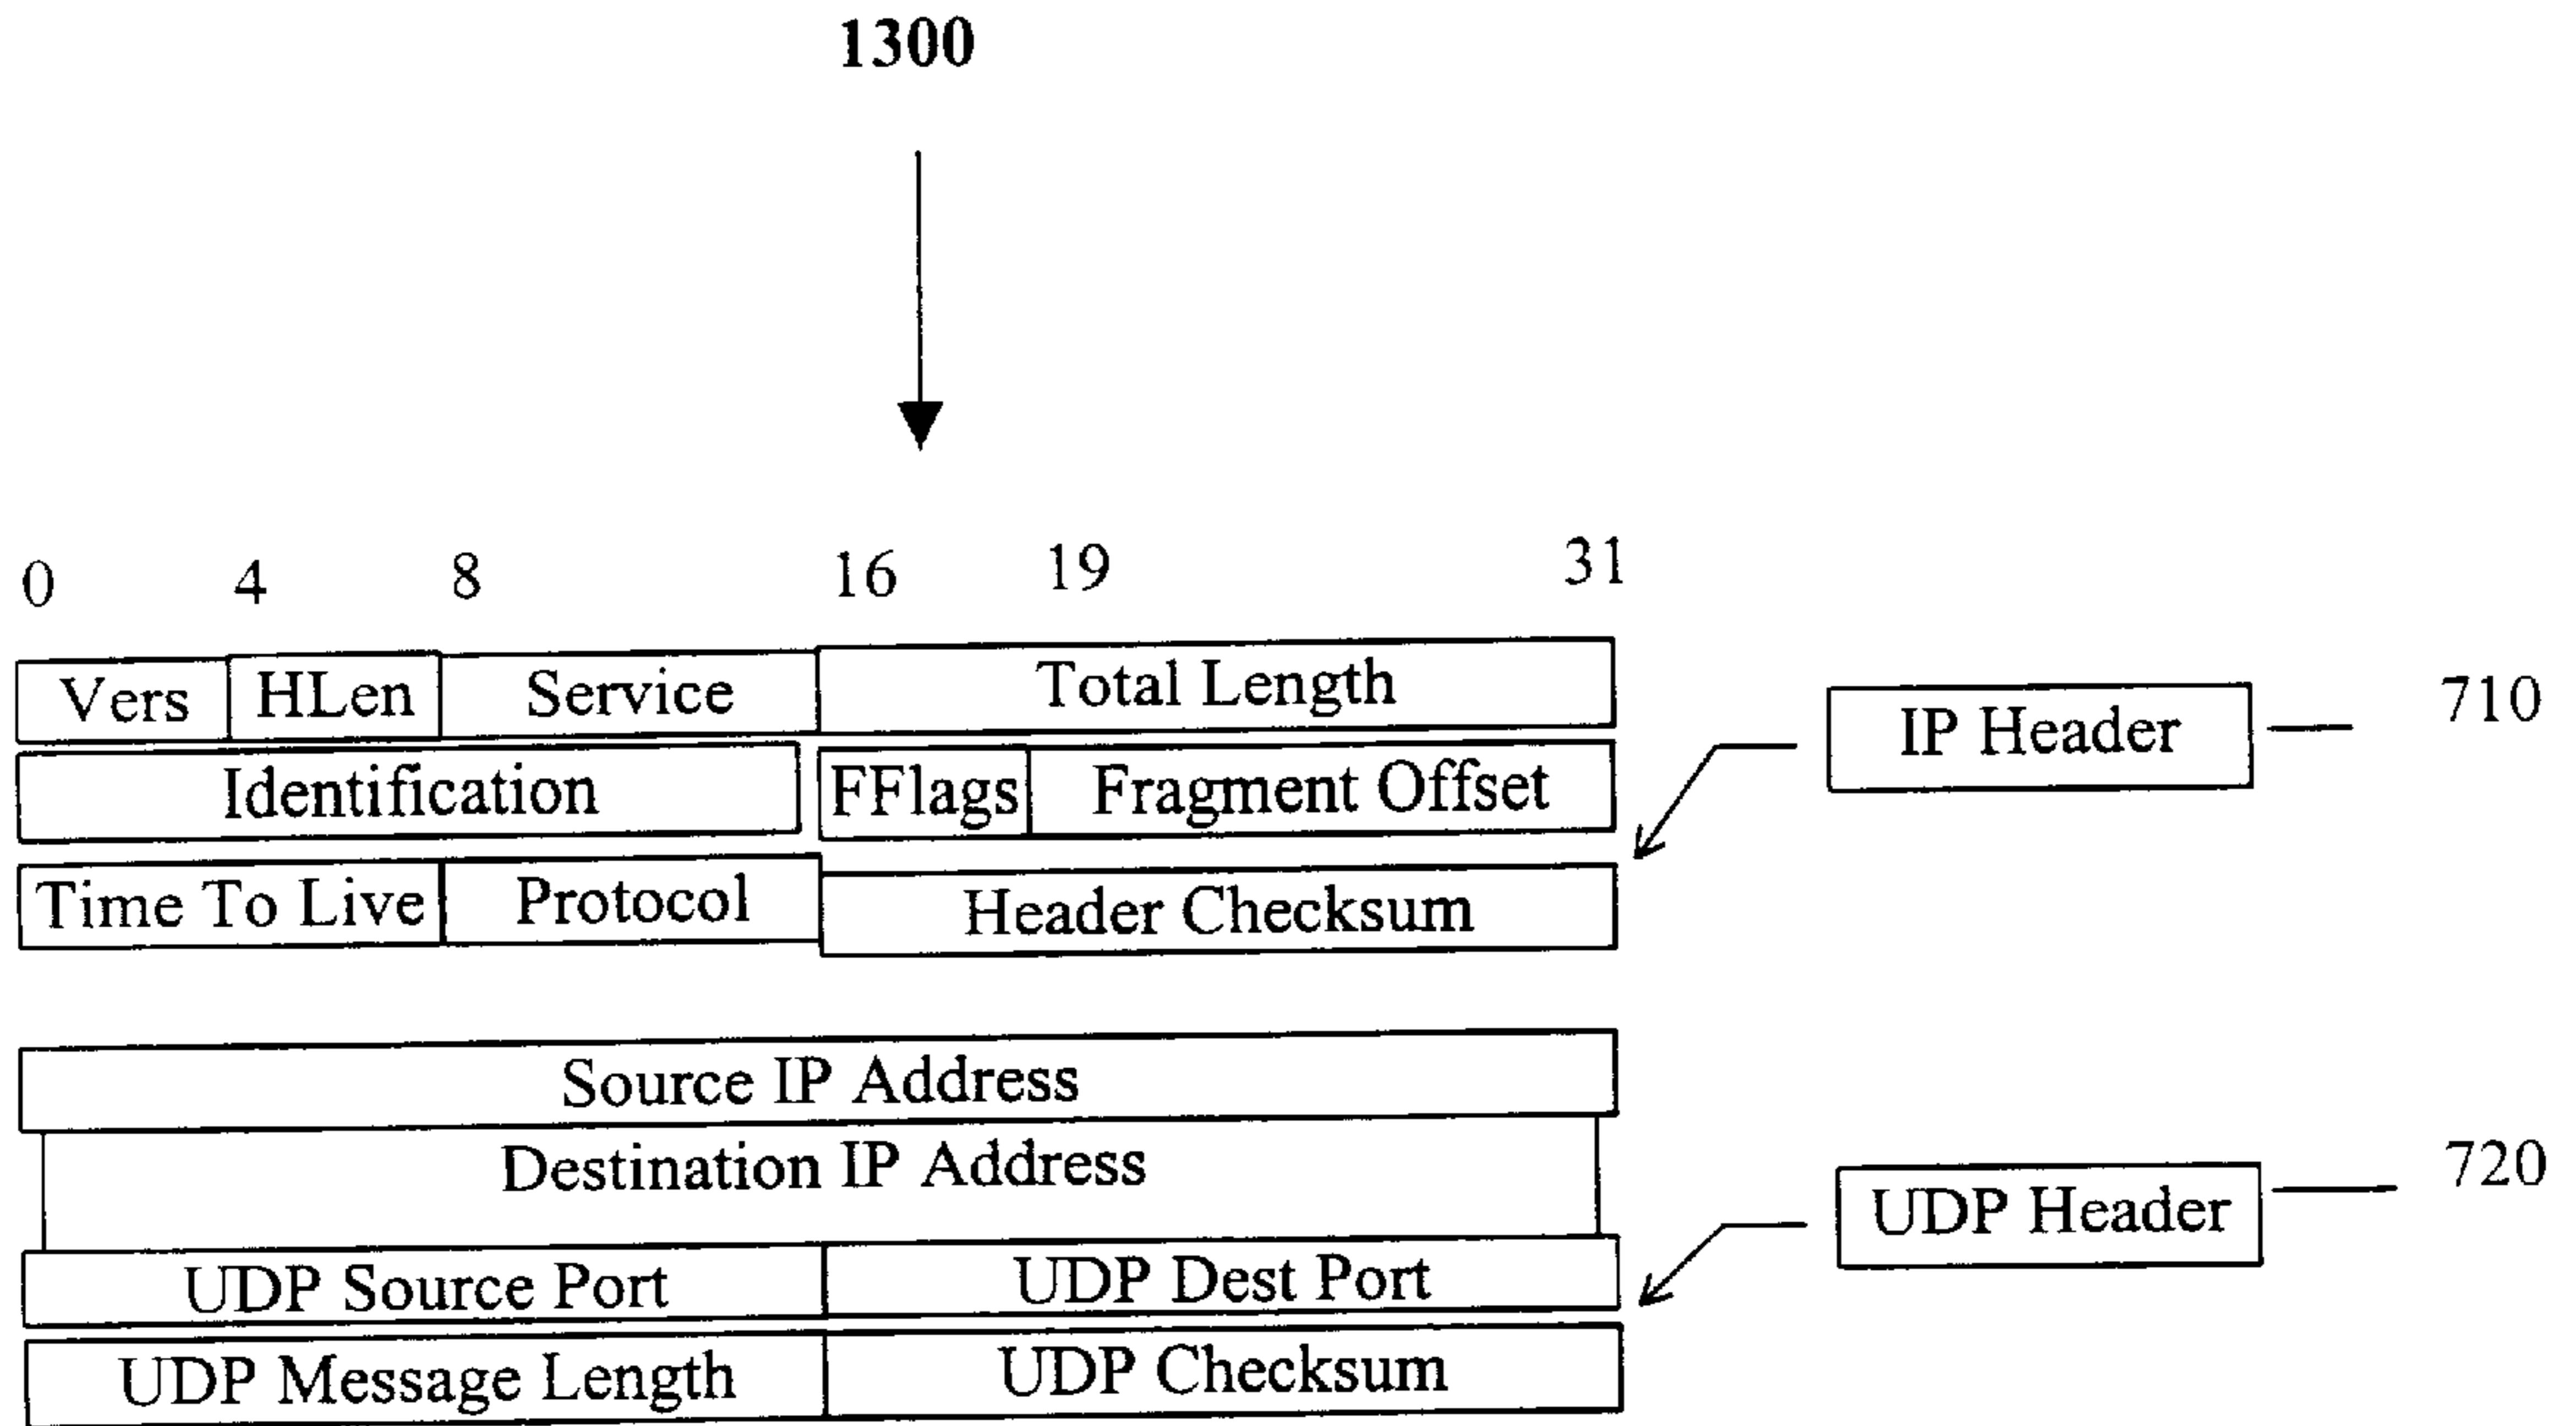 1300
0 4 8 16 19 31
Vers HLen Service Total Length
IP Header 710
Identification FFlags Fragment Offset
Time To Live Protocol Header Checksum
Source IP Address
Destination IP Address
UDP Header 720
UDP Source Port UDP Dest Port
UDP Message Length UDP Checksum